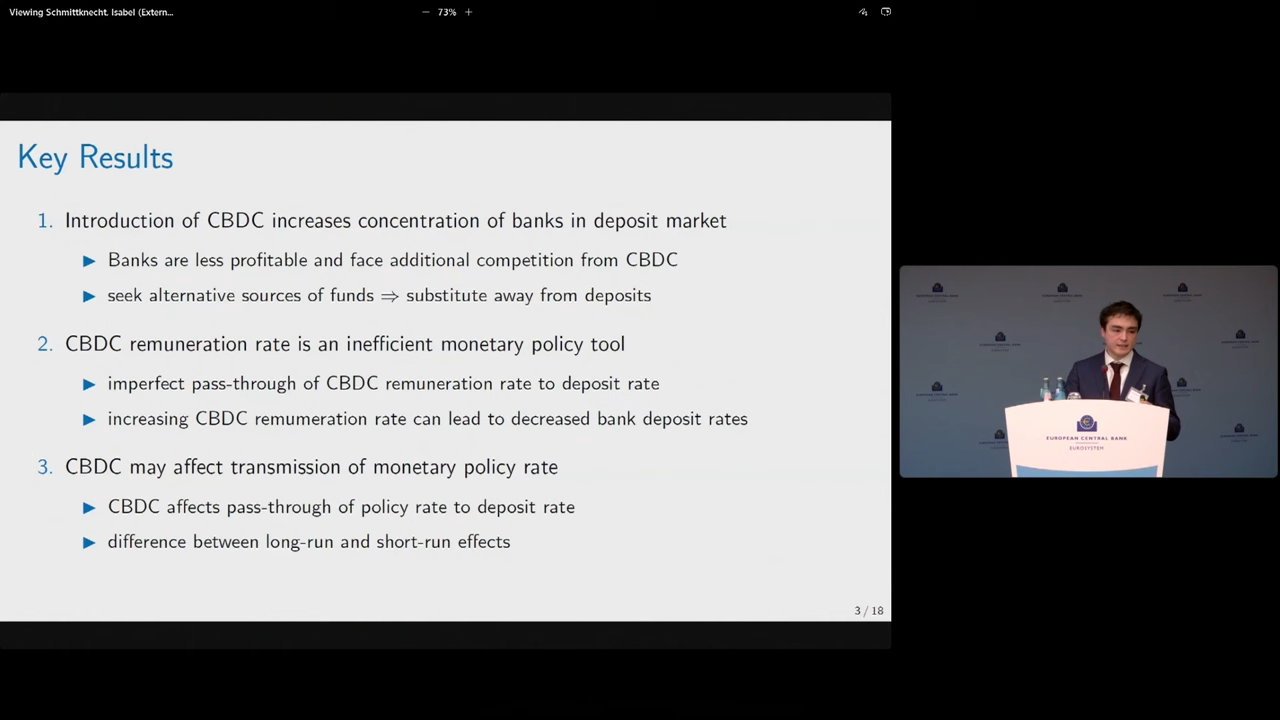 Viewing Schmittknecht. Isabel (Extern...
− 73% +
Key Results
1. Introduction of CBDC increases concentration of banks in deposit market
▶ Banks are less profitable and face additional competition from CBDC
▶ seek alternative sources of funds ⇒ substitute away from deposits
2. CBDC remuneration rate is an inefficient monetary policy tool
▶ imperfect pass-through of CBDC remuneration rate to deposit rate
▶ increasing CBDC remumeration rate can lead to decreased bank deposit rates
3. CBDC may affect transmission of monetary policy rate
▶ CBDC affects pass-through of policy rate to deposit rate
▶ difference between long-run and short-run effects
3 / 18
EUROPEAN CENTRAL BANK
EUROSYSTEM